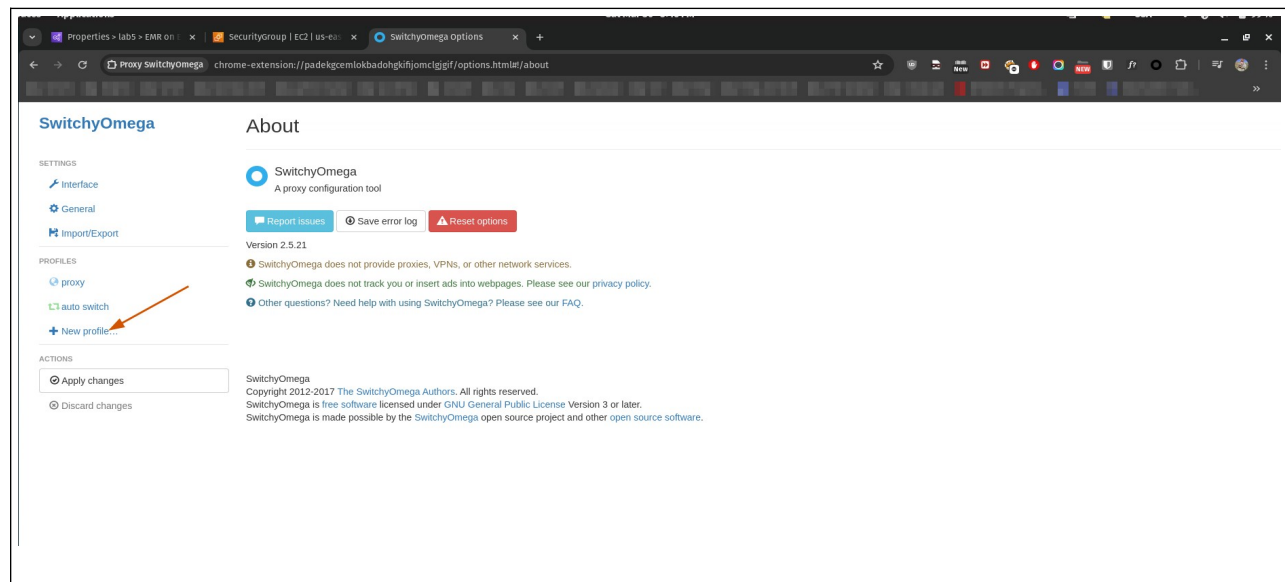 Properties > lab5 > EMR on
SecurityGroup | EC2 | us-eas
SwitchyOmega Options
Proxy SwitchyOmega
chrome-extension://padekgcemlokbadohgkifijomclgjgif/options.html#!/about
New
NEW
SwitchyOmega
SETTINGS
Interface
General
Import/Export
PROFILES
proxy
auto switch
New profile...
ACTIONS
Apply changes
Discard changes
About
SwitchyOmega
A proxy configuration tool
Report issues
Save error log
Reset options
Version 2.5.21
SwitchyOmega does not provide proxies, VPNs, or other network services.
SwitchyOmega does not track you or insert ads into webpages. Please see our privacy policy.
Other questions? Need help with using SwitchyOmega? Please see our FAQ.
SwitchyOmega
Copyright 2012-2017 The SwitchyOmega Authors. All rights reserved.
SwitchyOmega is free software licensed under GNU General Public License Version 3 or later.
SwitchyOmega is made possible by the SwitchyOmega open source project and other open source software.